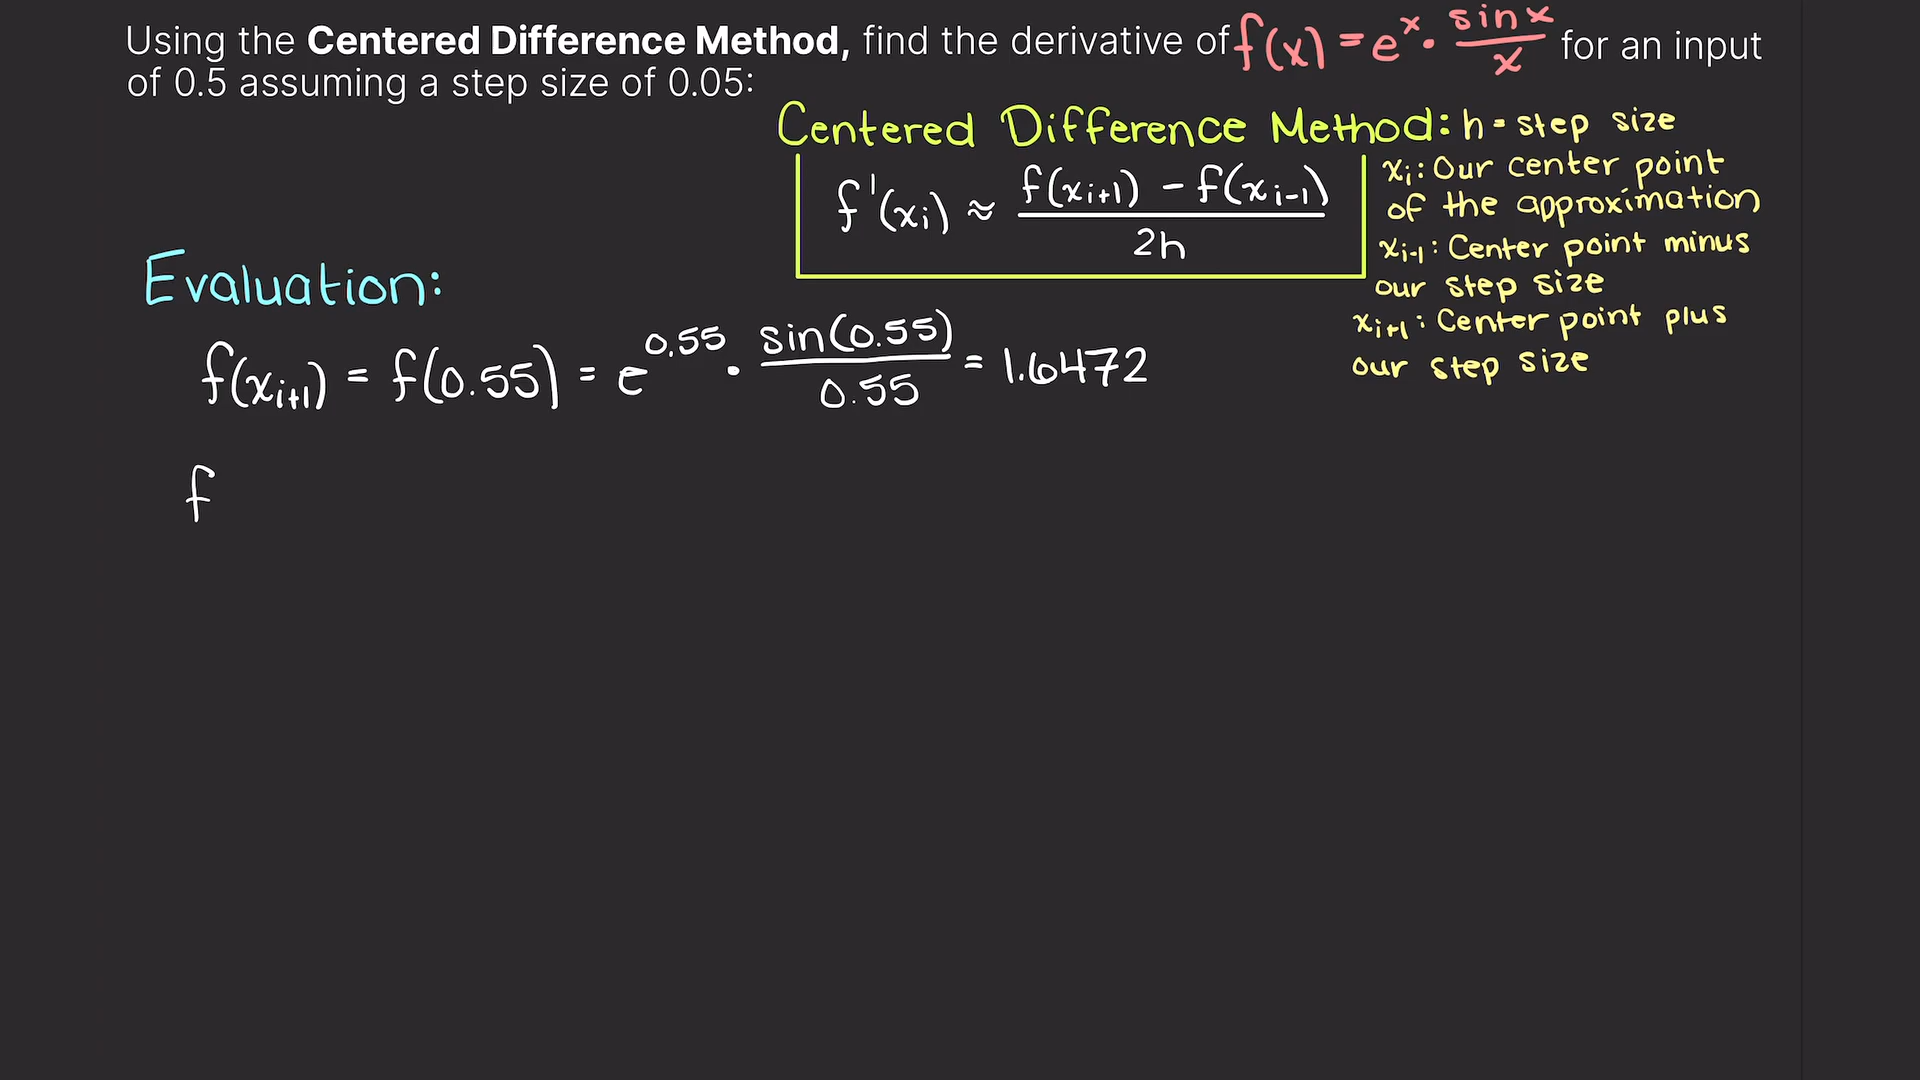 Using the Centered Difference Method, find the derivative of f(x) = eˣ · sin x / x for an input
of 0.5 assuming a step size of 0.05:
Centered Difference Method: h = step size
f'(xᵢ) ≈ f(xᵢ₊₁) - f(xᵢ₋₁) / 2h
xᵢ: Our center point
of the approximation
xᵢ₋₁: Center point minus
our step size
xᵢ₊₁: Center point plus
our step size
Evaluation:
f(xᵢ₊₁) = f(0.55) = e^0.55 · sin(0.55) / 0.55 = 1.6472
f